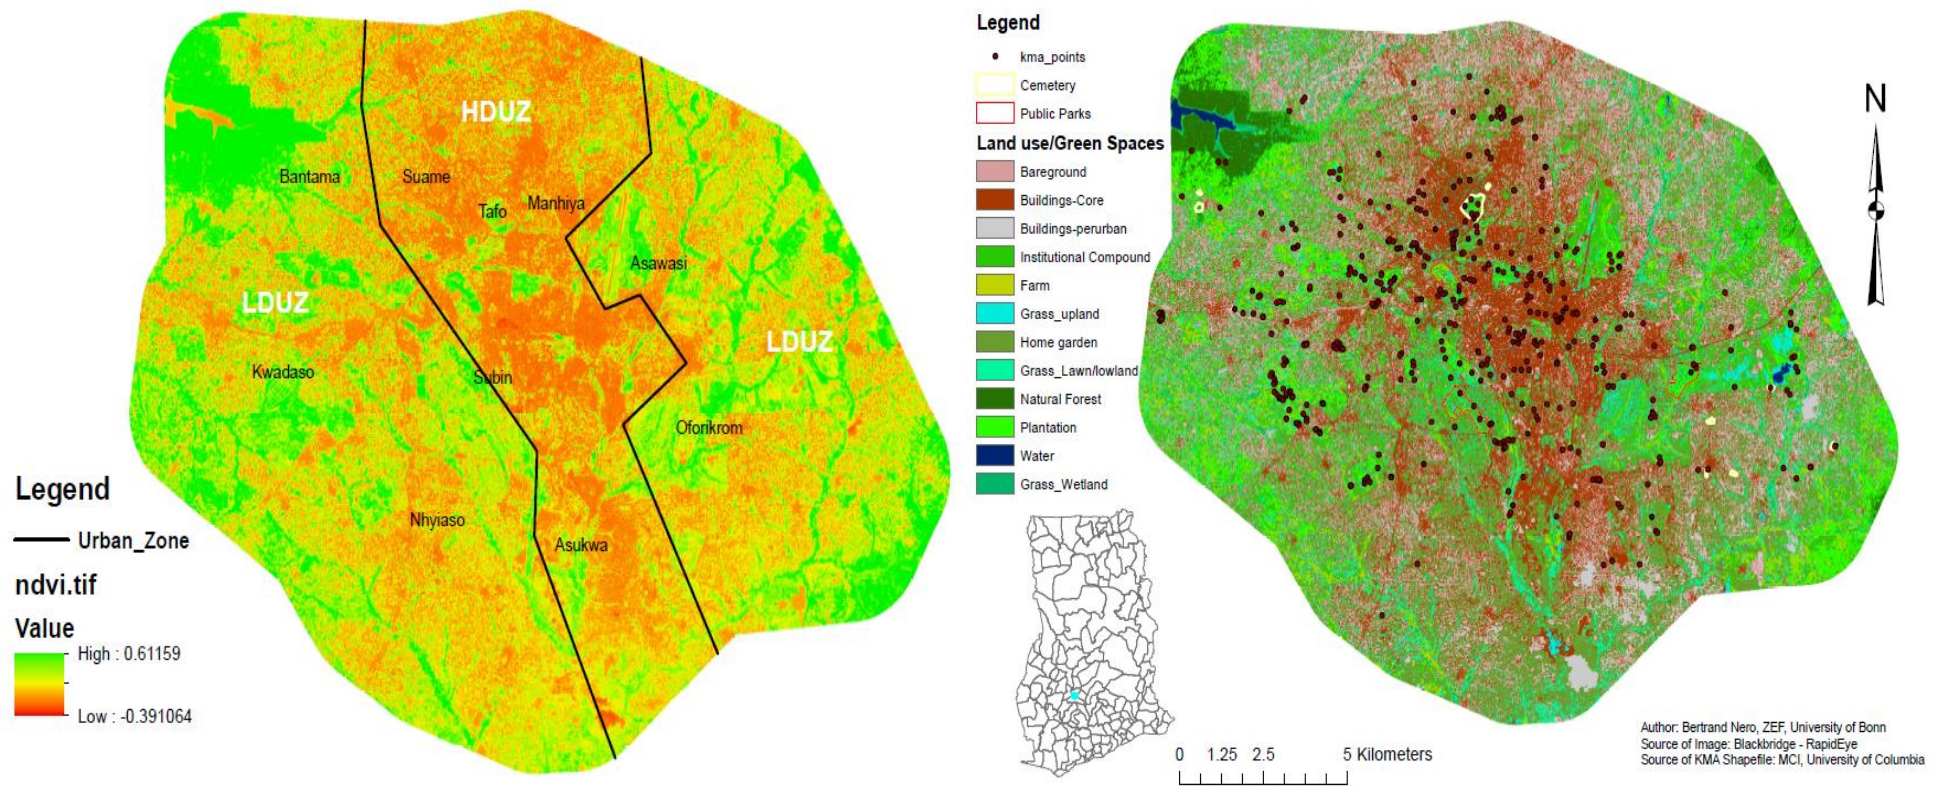 HDUZ
Bantama
Suame
Tafo
Manhiya
Asawasi
LDUZ
LDUZ
Kwadaso
Subin
Oforikrom
Nhyiaso
Asukwa
Legend
Urban_Zone
ndvi.tif
Value
High : 0.61159
Low : -0.391064
Legend
kma_points
Cemetery
Public Parks
Land use/Green Spaces
Bareground
Buildings-Core
Buildings-perurban
Institutional Compound
Farm
Grass_upland
Home garden
Grass_Lawn/lowland
Natural Forest
Plantation
Water
Grass_Wetland
N
0 1.25 2.5 5 Kilometers
Author: Bertrand Nero, ZEF, University of Bonn
Source of Image: Blackbridge - RapidEye
Source of KMA Shapefile: MCI, University of Columbia